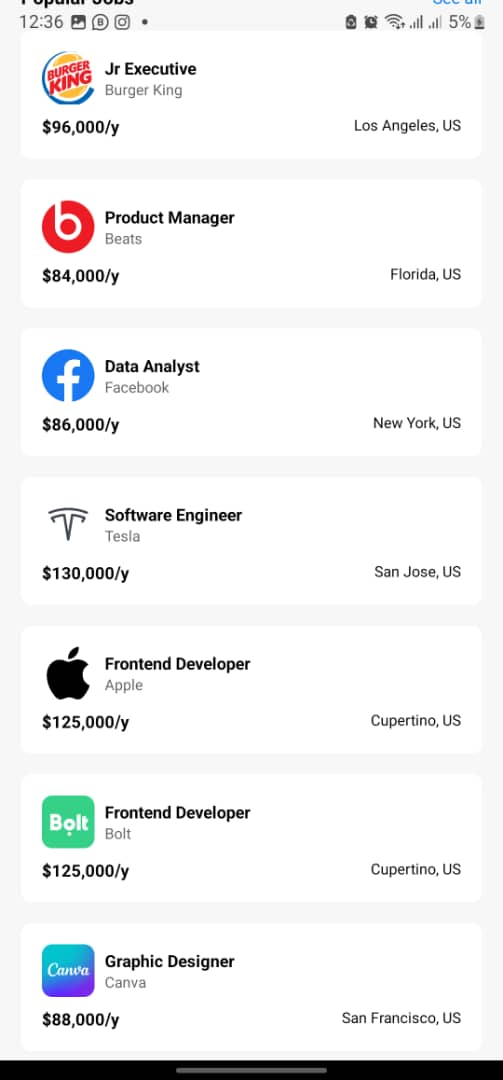 Popular Jobs See all
12:36 5%
BURGER KING
Jr Executive
Burger King
$96,000/y Los Angeles, US
b
Product Manager
Beats
$84,000/y Florida, US
f
Data Analyst
Facebook
$86,000/y New York, US
Software Engineer
Tesla
$130,000/y San Jose, US
Frontend Developer
Apple
$125,000/y Cupertino, US
Bolt
Frontend Developer
Bolt
$125,000/y Cupertino, US
Canva
Graphic Designer
Canva
$88,000/y San Francisco, US